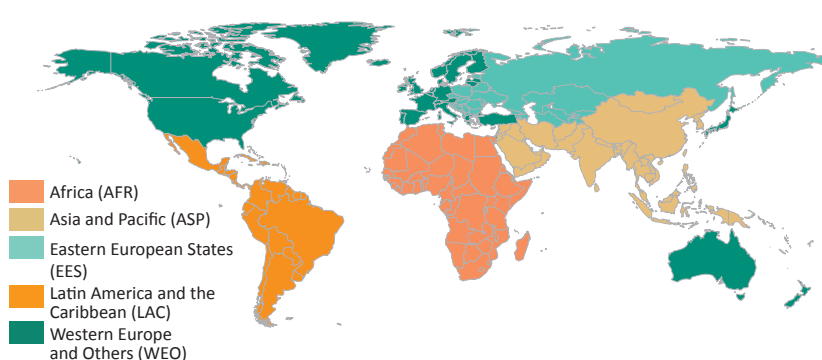 Africa (AFR)
Asia and Pacific (ASP)
Eastern European States
(EES)
Latin America and the
Caribbean (LAC)
Western Europe
and Others (WEO)